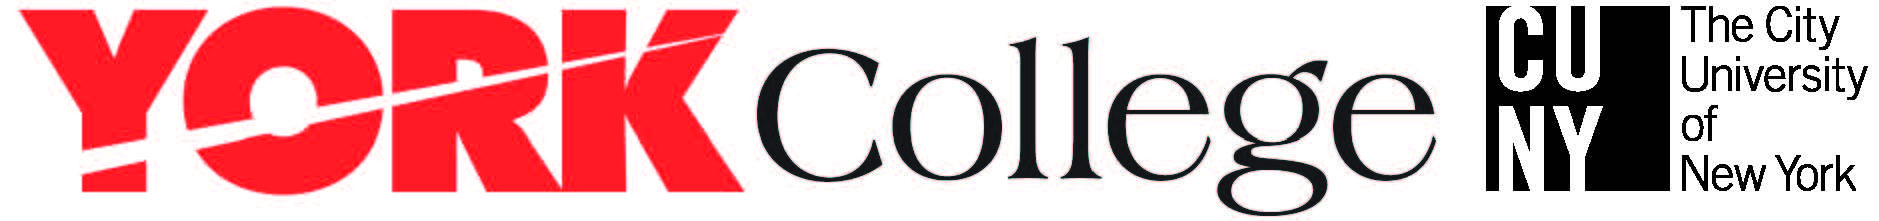 YORK College
CU
NY
The City
University
of
New York